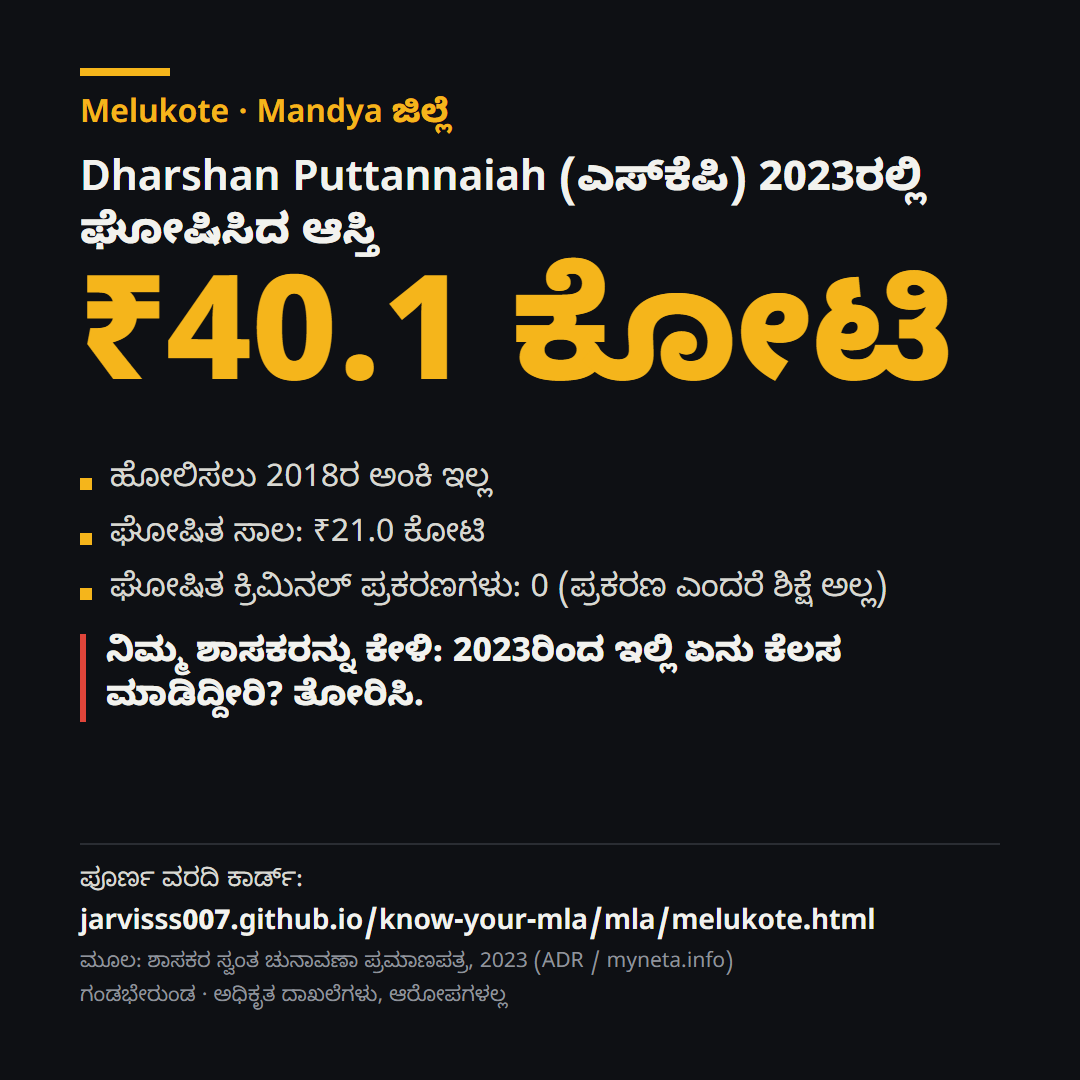 Melukote · Mandya ಜಿಲ್ಲೆ
Dharshan Puttannaiah (ಎಸ್‌ಕೆಪಿ) 2023ರಲ್ಲಿ
ಘೋಷಿಸಿದ ಆಸ್ತಿ
₹40.1 ಕೋಟಿ
ಹೋಲಿಸಲು 2018ರ ಅಂಕಿ ಇಲ್ಲ
ಘೋಷಿತ ಸಾಲ: ₹21.0 ಕೋಟಿ
ಘೋಷಿತ ಕ್ರಿಮಿನಲ್ ಪ್ರಕರಣಗಳು: 0 (ಪ್ರಕರಣ ಎಂದರೆ ಶಿಕ್ಷೆ ಅಲ್ಲ)
ನಿಮ್ಮ ಶಾಸಕರನ್ನು ಕೇಳಿ: 2023ರಿಂದ ಇಲ್ಲಿ ಏನು ಕೆಲಸ
ಮಾಡಿದ್ದೀರಿ? ತೋರಿಸಿ.
ಪೂರ್ಣ ವರದಿ ಕಾರ್ಡ್:
jarvisss007.github.io/know-your-mla/mla/melukote.html
ಮೂಲ: ಶಾಸಕರ ಸ್ವಂತ ಚುನಾವಣಾ ಪ್ರಮಾಣಪತ್ರ, 2023 (ADR / myneta.info)
ಗಂಡಭೇರುಂಡ · ಅಧಿಕೃತ ದಾಖಲೆಗಳು, ಆರೋಪಗಳಲ್ಲ